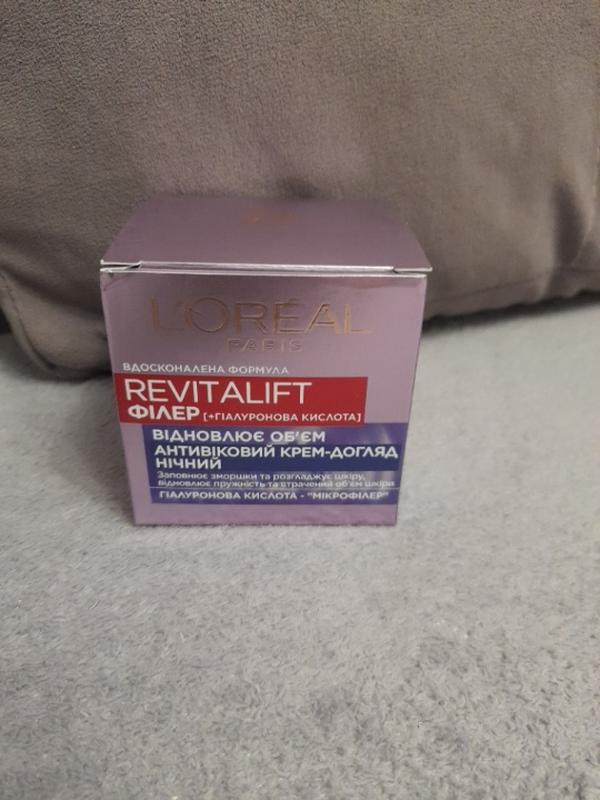 L'ORÉAL
PARIS
ВДОСКОНАЛЕНА ФОРМУЛА
REVITALIFT
ФІЛЕР [+ГІАЛУРОНОВА КИСЛОТА]
ВІДНОВЛЮЄ ОБ'ЄМ
АНТИВІКОВИЙ КРЕМ-ДОГЛЯД
НІЧНИЙ
Заповнює зморшки та розгладжує шкіру,
відновлює пружність та втрачений об'єм шкіри
ГІАЛУРОНОВА КИСЛОТА - "МІКРОФІЛЕР"